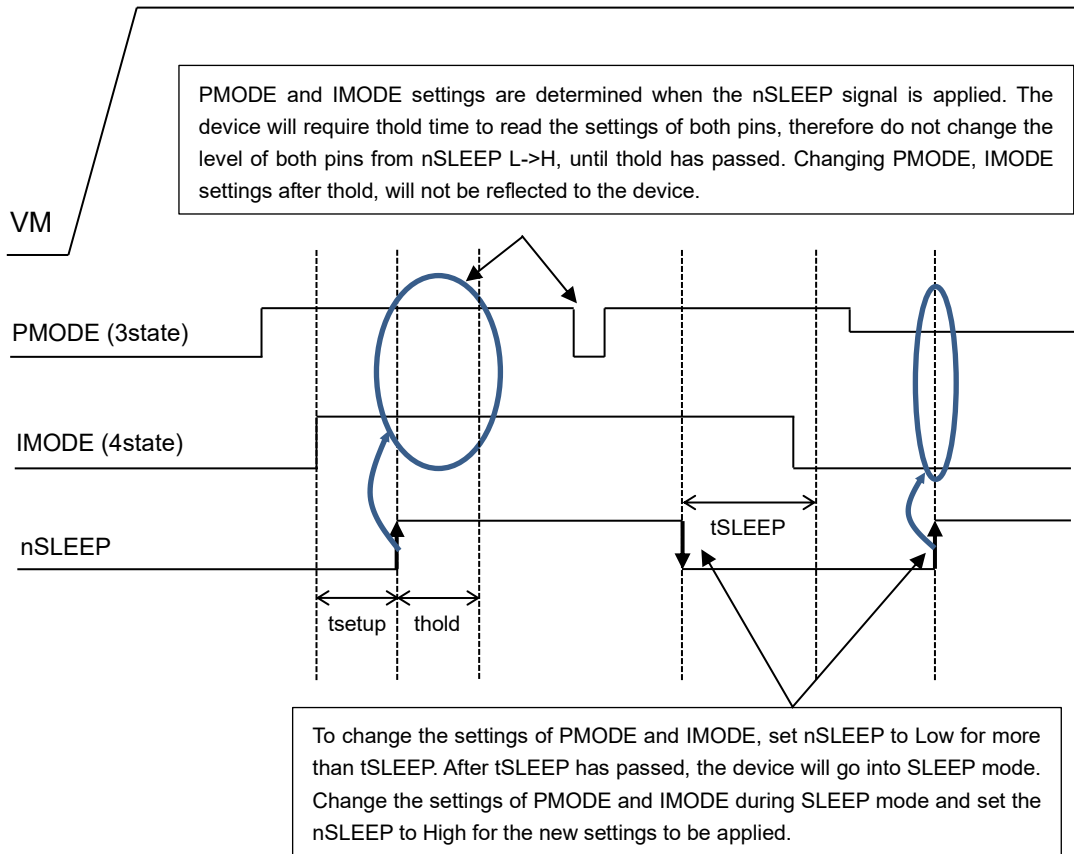 PMODE and IMODE settings are determined when the nSLEEP signal is applied. The
device will require thold time to read the settings of both pins, therefore do not change the
level of both pins from nSLEEP L->H, until thold has passed. Changing PMODE, IMODE
settings after thold, will not be reflected to the device.
VM
PMODE (3state)
IMODE (4state)
tSLEEP
nSLEEP
tsetup thold
To change the settings of PMODE and IMODE, set nSLEEP to Low for more
than tSLEEP. After tSLEEP has passed, the device will go into SLEEP mode.
Change the settings of PMODE and IMODE during SLEEP mode and set the
nSLEEP to High for the new settings to be applied.